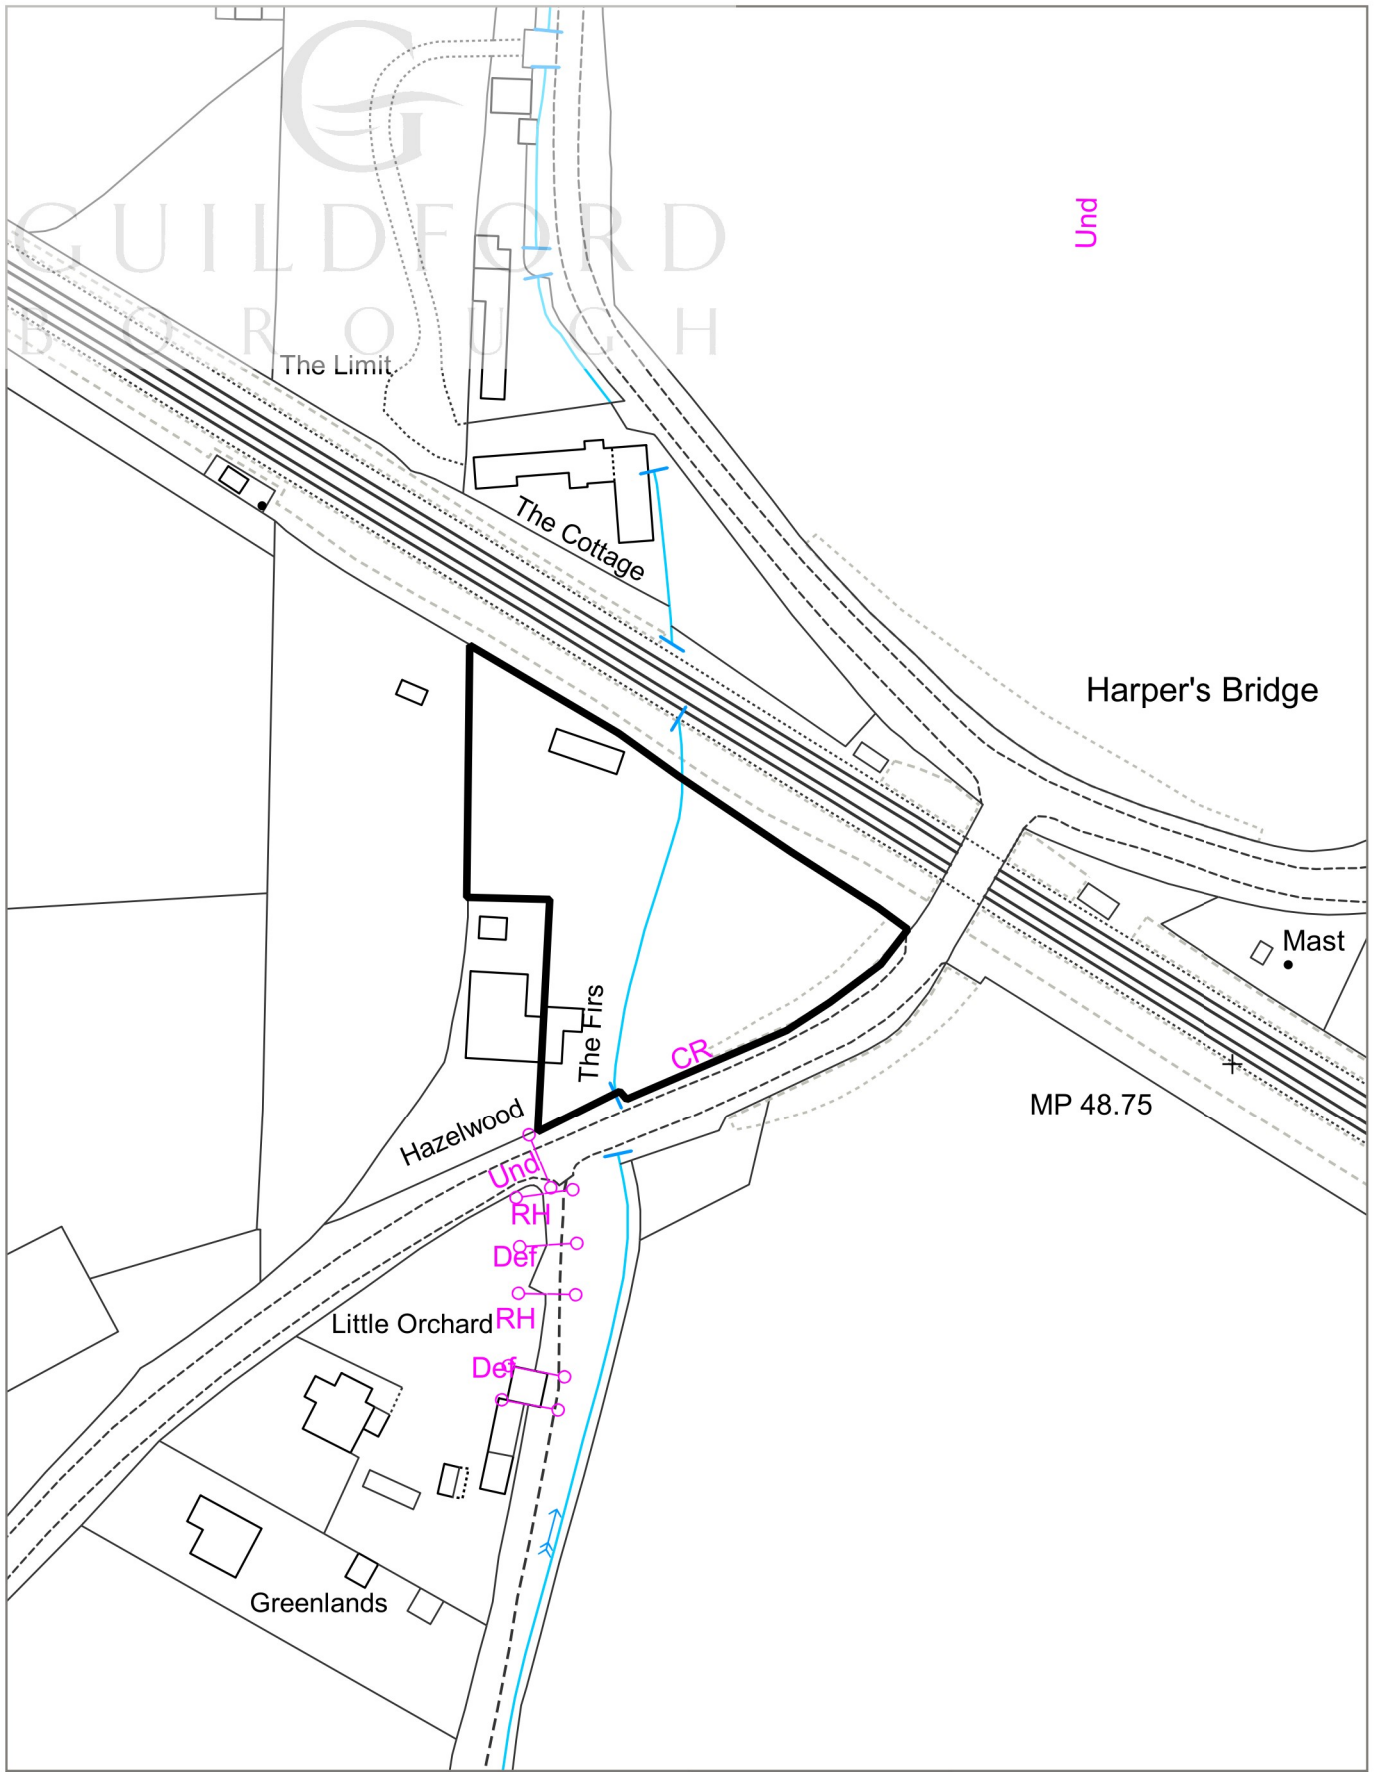 GUILDFORD
BOROUGH
Und
The Limit
The Cottage
Harper's Bridge
Mast
The Firs
CR
MP 48.75
Hazelwood
Und
RH
Def
RH
Little Orchard
Def
Greenlands